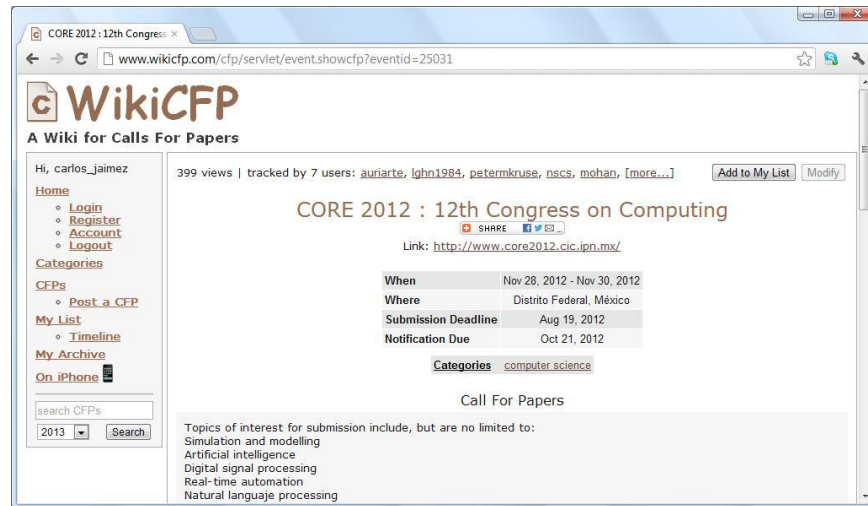 CORE 2012 : 12th Congress
www.wikicfp.com/cfp/servlet/event.showcfp?eventid=25031
c WikiCFP
A Wiki for Calls For Papers
Hi, carlos_jaimez
Home
Login
Register
Account
Logout
Categories
CFPs
Post a CFP
My List
Timeline
My Archive
On iPhone
search CFPs
2013 Search
399 views | tracked by 7 users: auriarte, lghn1984, petermkruse, nscs, mohan, [more...] Add to My List Modify
CORE 2012 : 12th Congress on Computing
SHARE
Link: http://www.core2012.cic.ipn.mx/
When Nov 28, 2012 - Nov 30, 2012
Where Distrito Federal, México
Submission Deadline Aug 19, 2012
Notification Due Oct 21, 2012
Categories computer science
Call For Papers
Topics of interest for submission include, but are no limited to:
Simulation and modelling
Artificial intelligence
Digital signal processing
Real-time automation
Natural languaje processing